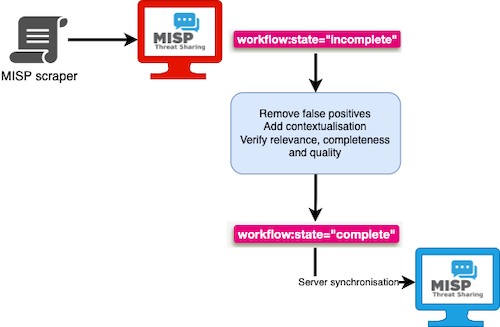 MISP
Threat Sharing
MISP scraper
workflow:state="incomplete"
Remove false positives
Add contextualisation
Verify relevance, completeness
and quality
workflow:state="complete"
Server synchronisation
MISP
Threat Sharing